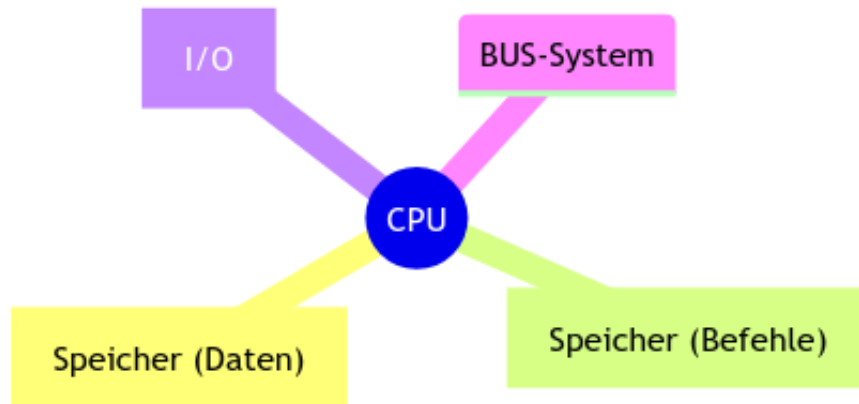 I/O
BUS-System
CPU
Speicher (Daten)
Speicher (Befehle)